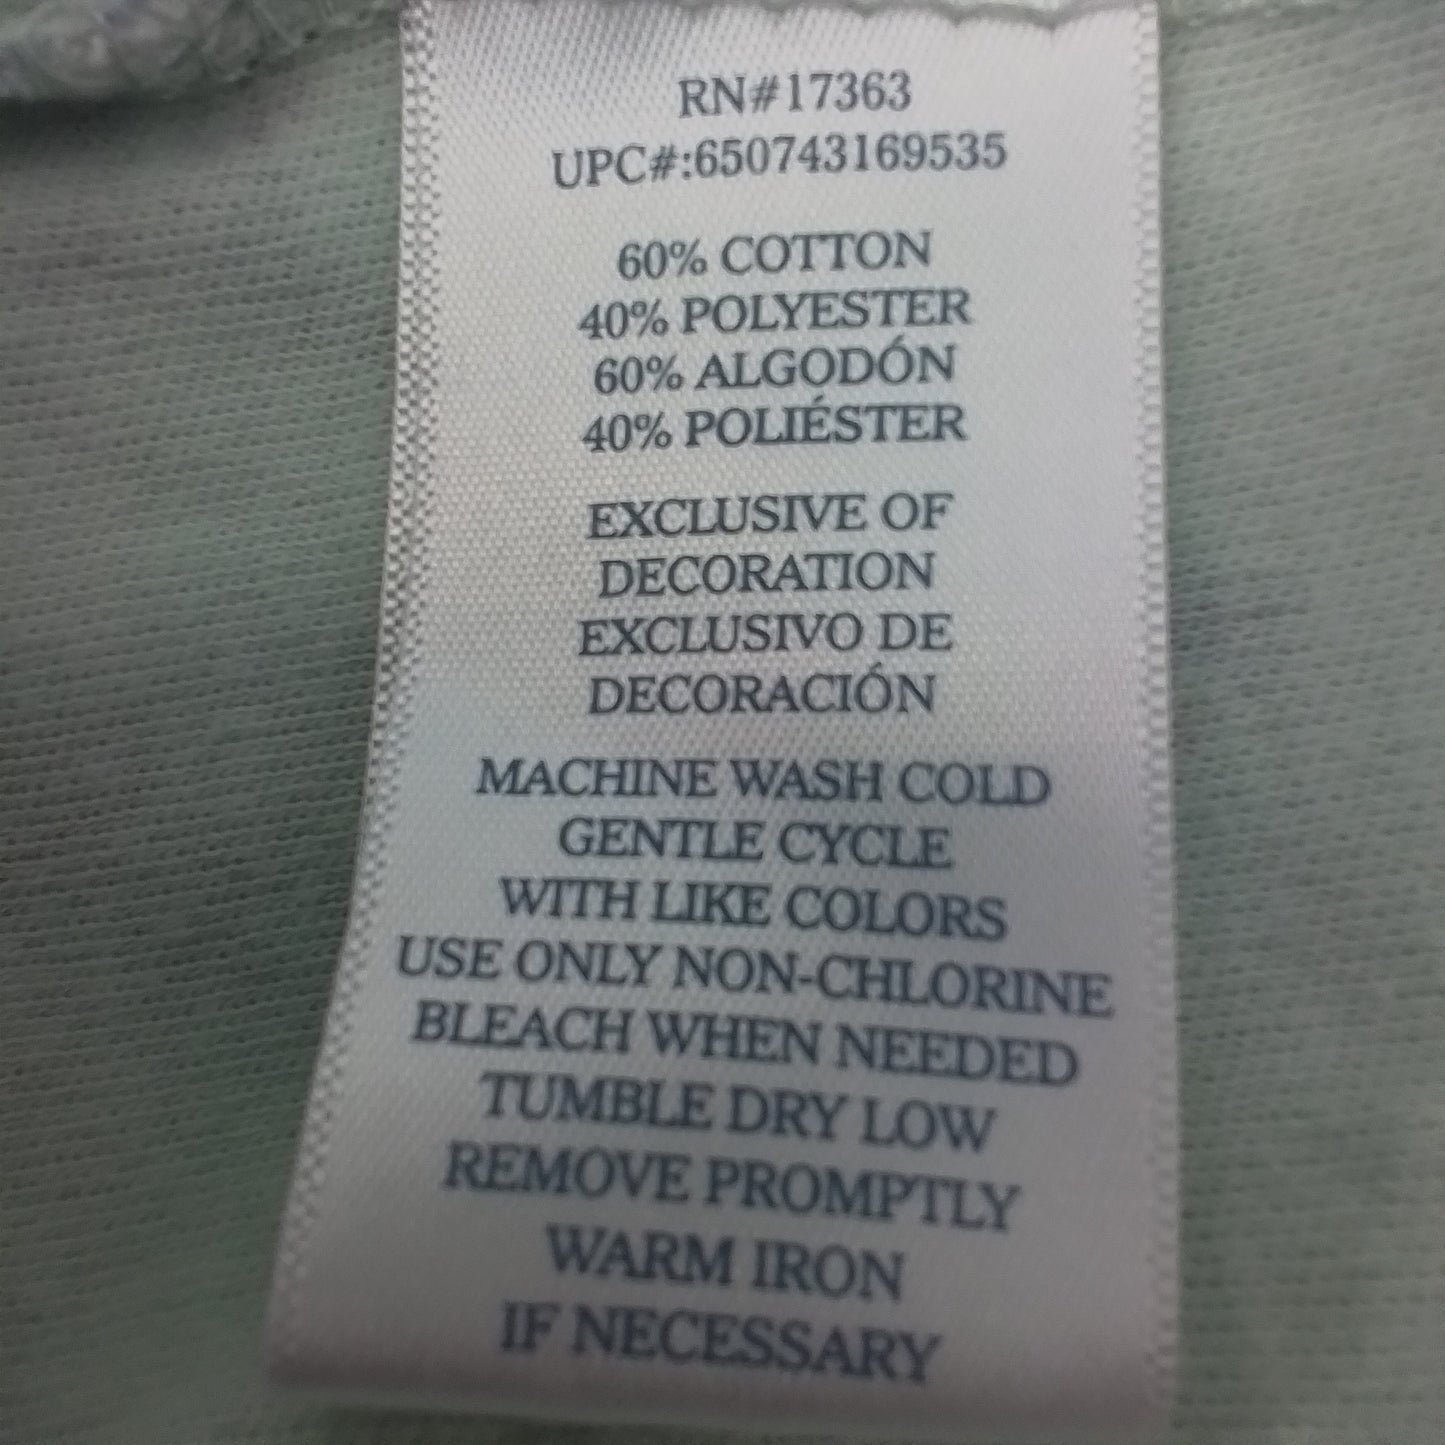 RN#17363
UPC#:650743169535
60% COTTON
40% POLYESTER
60% ALGODÓN
40% POLIÉSTER
EXCLUSIVE OF
DECORATION
EXCLUSIVO DE
DECORACIÓN
MACHINE WASH COLD
GENTLE CYCLE
WITH LIKE COLORS
USE ONLY NON-CHLORINE
BLEACH WHEN NEEDED
TUMBLE DRY LOW
REMOVE PROMPTLY
WARM IRON
IF NECESSARY